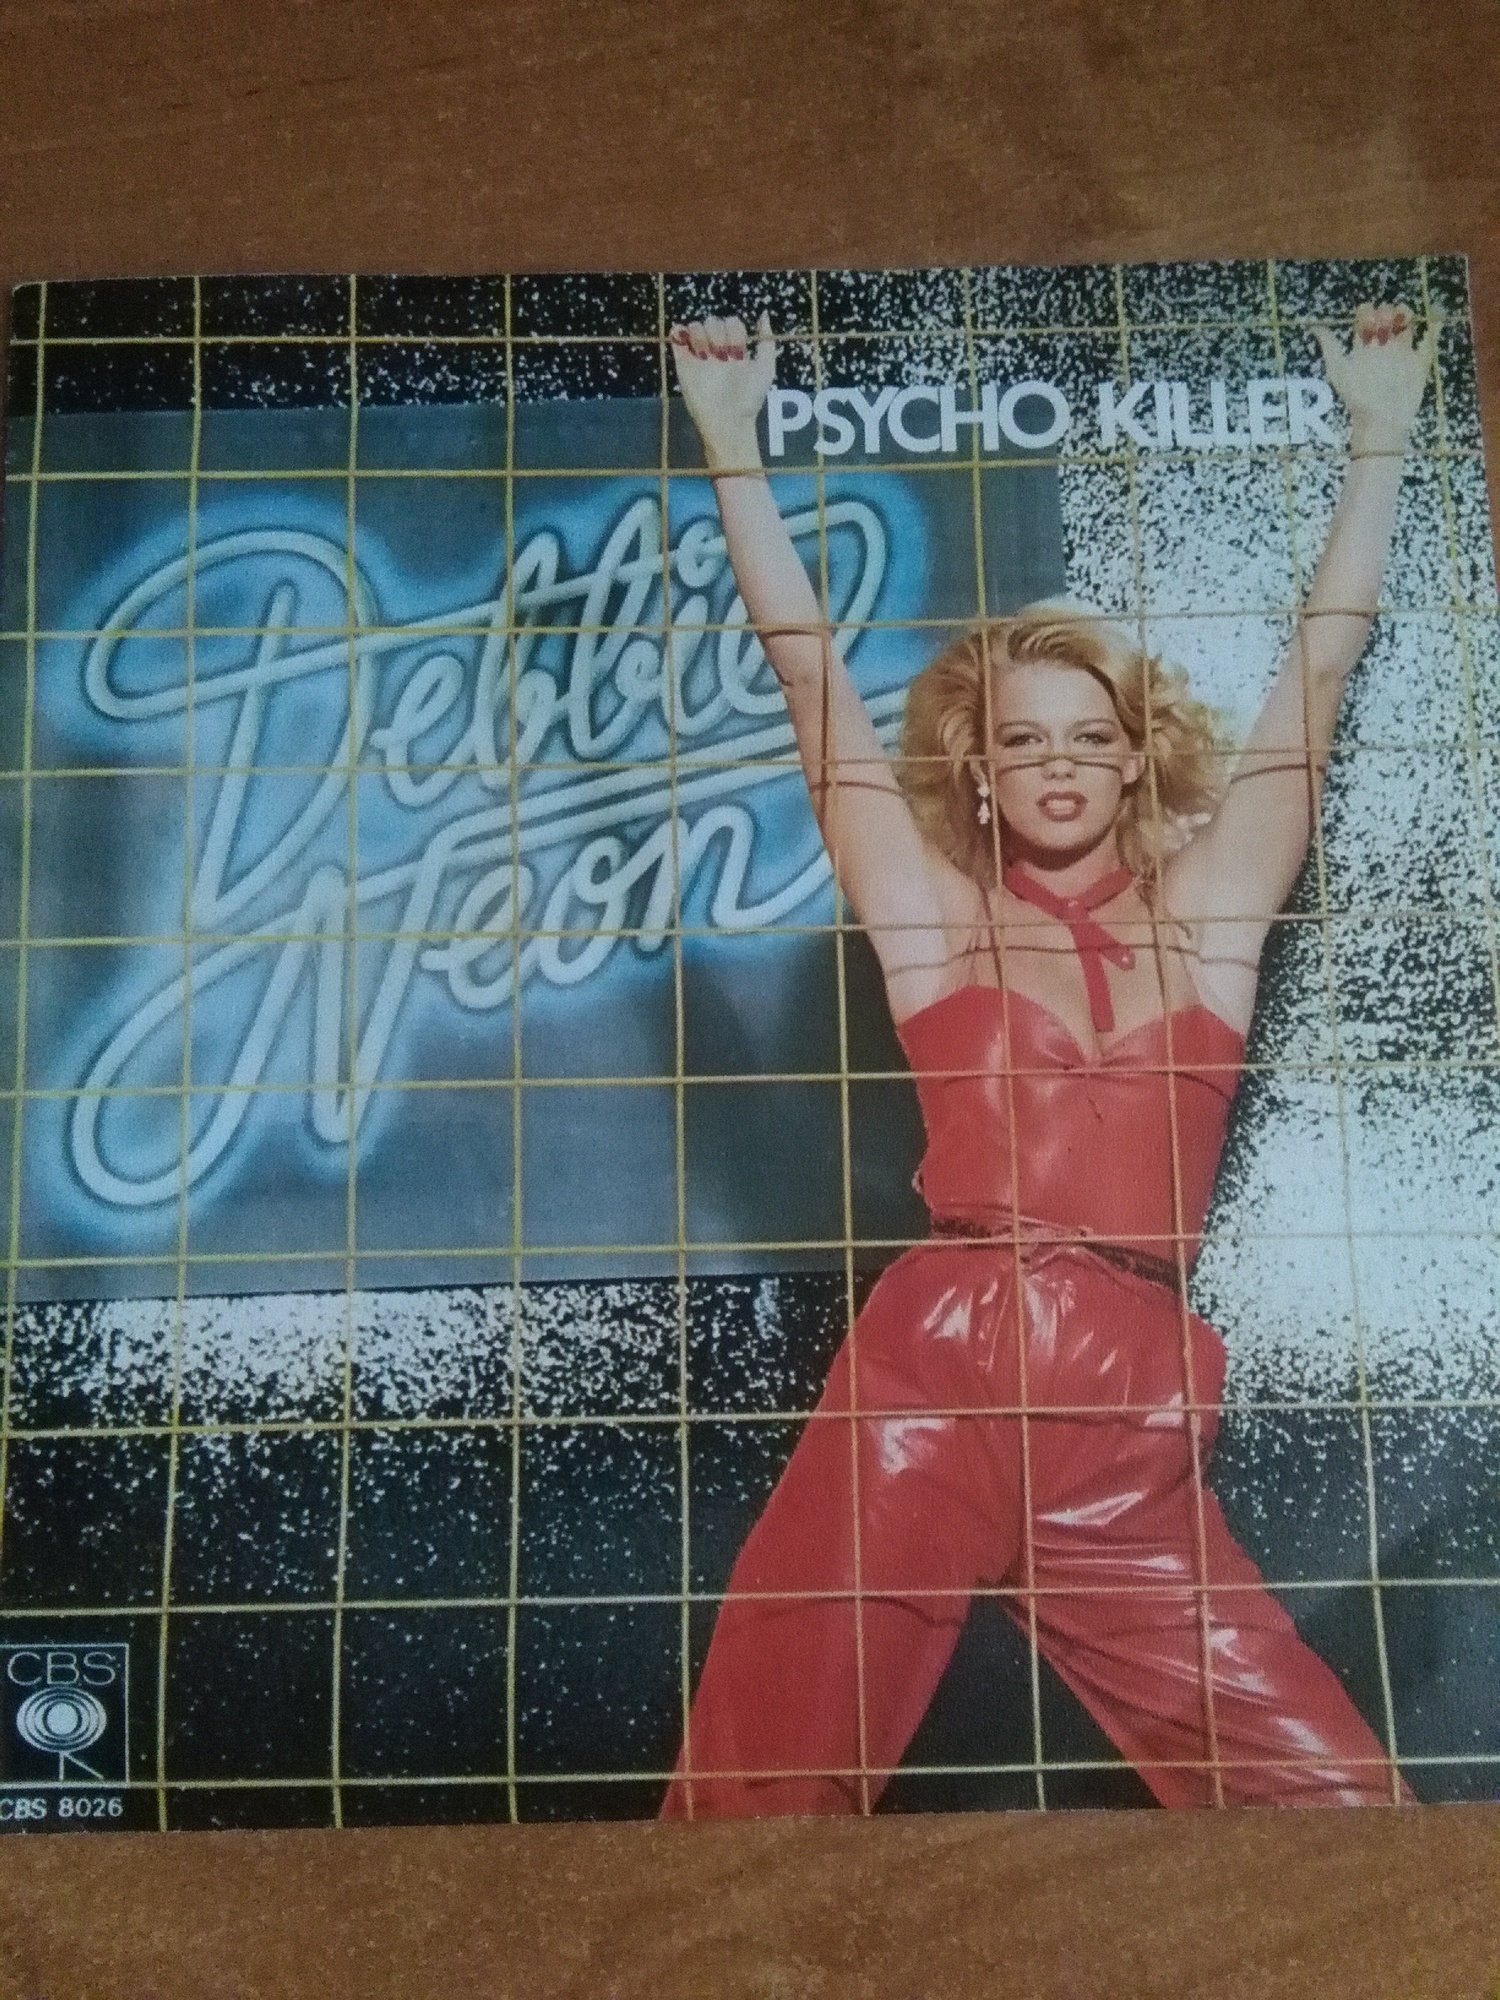 PSYCHO KILLER
Debbie
Neon
CBS
CBS 8026